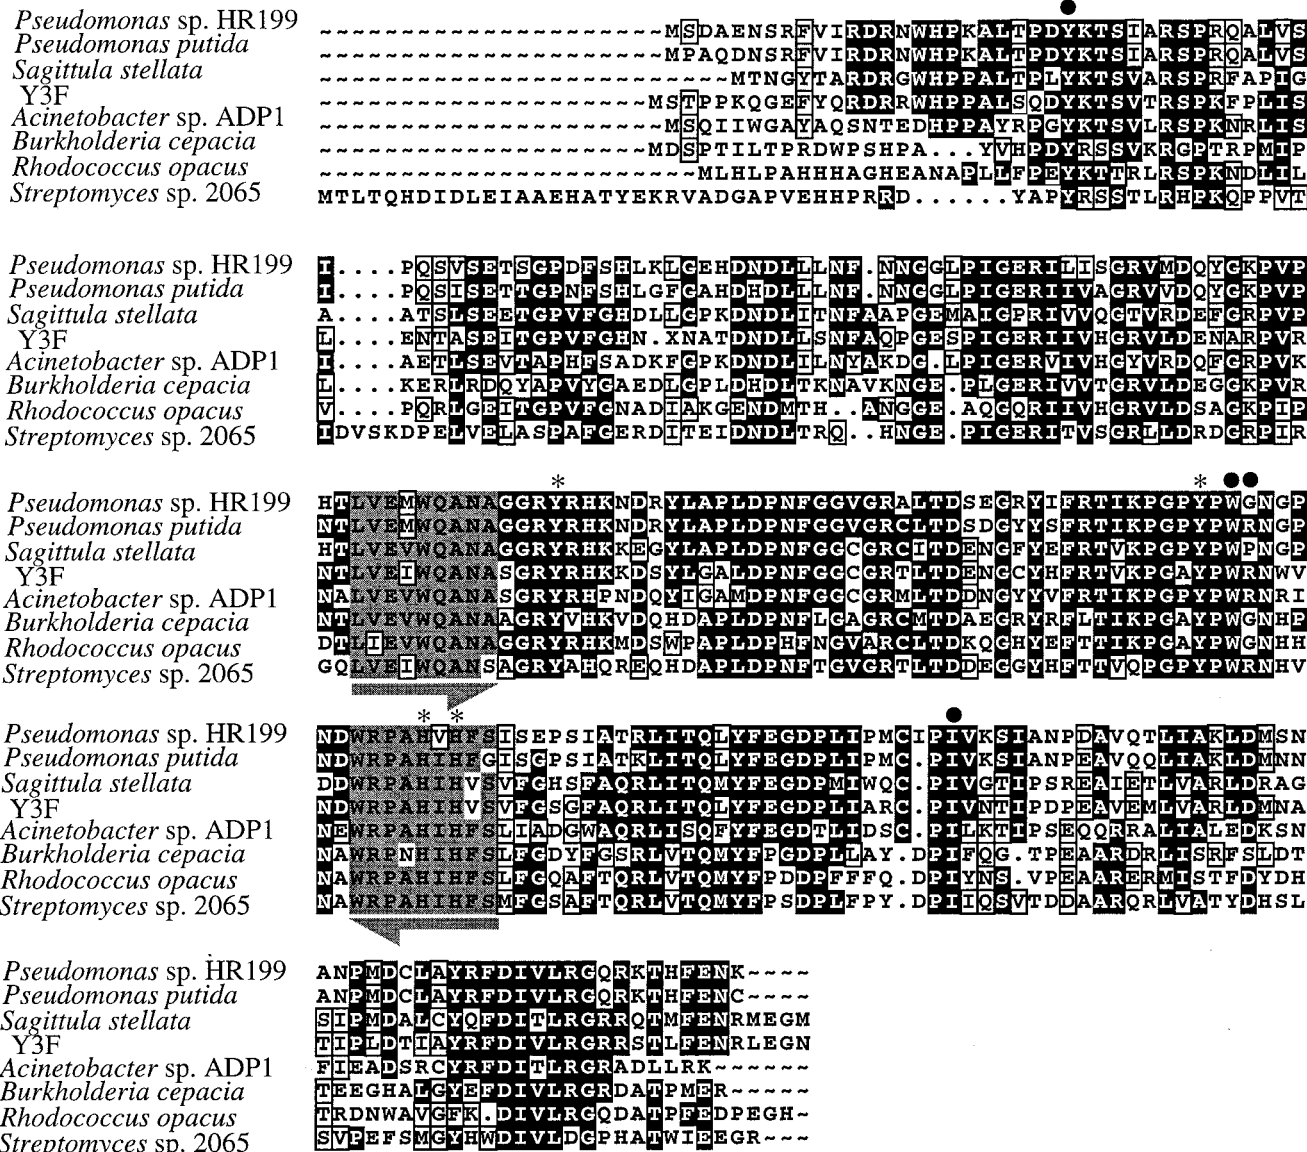 ●
Pseudomonas sp. HR199 ~~~~~~~~~~~~~~~~~~~~~MSDAENSRFVIRDRNWHPKALTPDYKTSIARSPRQALVS
Pseudomonas putida ~~~~~~~~~~~~~~~~~~~~~MPAQDNSRFVIRDRNWHPKALTPDYKTSIARSPRQALVS
Sagittula stellata ~~~~~~~~~~~~~~~~~~~~~~~~~MTNGYTARDRGWHPPALTPLYKTSVARSPRFAPIG
Y3F ~~~~~~~~~~~~~~~~~~~~MSTPPKQGEFYQRDRRWHPPALSQDYKTSVTRSPKFPLIS
Acinetobacter sp. ADP1 ~~~~~~~~~~~~~~~~~~~~~MSQIIWGAYAQSNTEDHPPAYRPGYKTSVLRSPKNRLIS
Burkholderia cepacia ~~~~~~~~~~~~~~~~~~~~MDSPTILTPRDWPSHPA...YVHPDYRSSVKRGPTRPMIP
Rhodococcus opacus ~~~~~~~~~~~~~~~~~~~~~~~MLHLPAHHHAGHEANAPLLFPEYKTTRLRSPKNDLIL
Streptomyces sp. 2065 MTLTQHDIDLEIAAEHATYEKRVADGAPVEHHPRRD......YAPYRSSTLRHPKQPPVT
Pseudomonas sp. HR199 I....PQSVSETSGPDFSHLKLGEHDNDLLLNF.NNGGLPIGERILISGRVMDQYGKPVP
Pseudomonas putida I....PQSISETTGPNFSHLGFGAHDHDLLLNF.NNGGLPIGERIIVAGRVVDQYGKPVP
Sagittula stellata A....ATSLSEETGPVFGHDLLGPKDNDLITNFAAPGEMAIGPRIVVQGTVRDEFGRPVP
Y3F L....ENTASEITGPVFGHN.XNATDNDLLSNFAQPGESPIGERIIVHGRVLDENARPVR
Acinetobacter sp. ADP1 I....AETLSEVTAPHFSADKFGPKDNDLILNYAKDG.LPIGERVIVHGYVRDQFGRPVK
Burkholderia cepacia L....KERLRDQYAPVYGAEDLGPLDHDLTKNAVKNGE.PLGERIVVTGRVLDEGGKPVR
Rhodococcus opacus V....PQRLGEITGPVFGNADIAKGENDMTH..ANGGE.AQGQRIIVHGRVLDSAGKPIP
Streptomyces sp. 2065 IDVSKDPELVELASPAFGERDITEIDNDLTRQ..HNGE.PIGERITVSGRLLDRDGRPIR
* * ●●
Pseudomonas sp. HR199 HTLVEMWQANAGGRYRHKNDRYLAPLDPNFGGVGRALTDSEGRYIFRTIKPGPYPWGNGP
Pseudomonas putida NTLVEMWQANAGGRYRHKNDRYLAPLDPNFGGVGRCLTDSDGYYSFRTIKPGPYPWRNGP
Sagittula stellata HTLVEVWQANAGGRYRHKKEGYLAPLDPNFGGCGRCITDENGFYEFRTVKPGPYPWPNGP
Y3F NTLVEIWQANASGRYRHKKDSYLGALDPNFGGCGRTLTDENGCYHFRTVKPGAYPWRNWV
Acinetobacter sp. ADP1 NALVEVWQANASGRYRHPNDQYIGAMDPNFGGCGRMLTDDNGYYVFRTIKPGPYPWRNRI
Burkholderia cepacia NTLVEVWQANAAGRYVHKVDQHDAPLDPNFLGAGRCMTDAEGRYRFLTIKPGAYPWGNHP
Rhodococcus opacus DTLIEVWQANAGGRYRHKMDSWPAPLDPHFNGVARCLTDKQGHYEFTTIKPGAYPWGNHH
Streptomyces sp. 2065 GQLVEIWQANSAGRYAHQREQHDAPLDPNFTGVGRTLTDDEGGYHFTTVQPGPYPWRNHV
* * ●
Pseudomonas sp. HR199 NDWRPAHVHFSISEPSIATRLITQLYFEGDPLIPMCIPIVKSIANPDAVQTLIAKLDMSN
Pseudomonas putida NDWRPAHIHFGISGPSIATKLITQLYFEGDPLIPMC.PIVKSIANPEAVQQLIAKLDMNN
Sagittula stellata DDWRPAHIHVSVFGHSFAQRLITQMYFEGDPMIWQC.PIVGTIPSREAIETLVARLDRAG
Y3F NDWRPAHIHVSVFGSGFAQRLITQLYFEGDPLIARC.PIVNTIPDPEAVEMLVARLDMNA
Acinetobacter sp. ADP1 NEWRPAHIHFSLIADGWAQRLISQFYFEGDTLIDSC.PILKTIPSEQQRRALIALEDKSN
Burkholderia cepacia NAWRPNHIHFSLFGDYFGSRLVTQMYFPGDPLLAY.DPIFQG.TPEAARDRLISRFSLDT
Rhodococcus opacus NAWRPAHIHFSLFGQAFTQRLVTQMYFPDDPFFFQ.DPIYNS.VPEAARERMISTFDYDH
Streptomyces sp. 2065 NAWRPAHIHFSMFGSAFTQRLVTQMYFPSDPLFPY.DPIIQSVTDDAARQRLVATYDHSL
Pseudomonas sp. HR199 ANPMDCLAYRFDIVLRGQRKTHFENK~~~~
Pseudomonas putida ANPMDCLAYRFDIVLRGQRKTHFENC~~~~
Sagittula stellata SIPMDALCYQFDITLRGRRQTMFENRMEGM
Y3F TIPLDTIAYRFDIVLRGRRSTLFENRLEGN
Acinetobacter sp. ADP1 FIEADSRCYRFDITLRGRADLLRK~~~~~~
Burkholderia cepacia TEEGHALGYEFDIVLRGRDATPMER~~~~~
Rhodococcus opacus TRDNWAVGFK.DIVLRGQDATPFEDPEGH~
Streptomyces sp. 2065 SVPEFSMGYHWDIVLDGPHATWIEEGR~~~